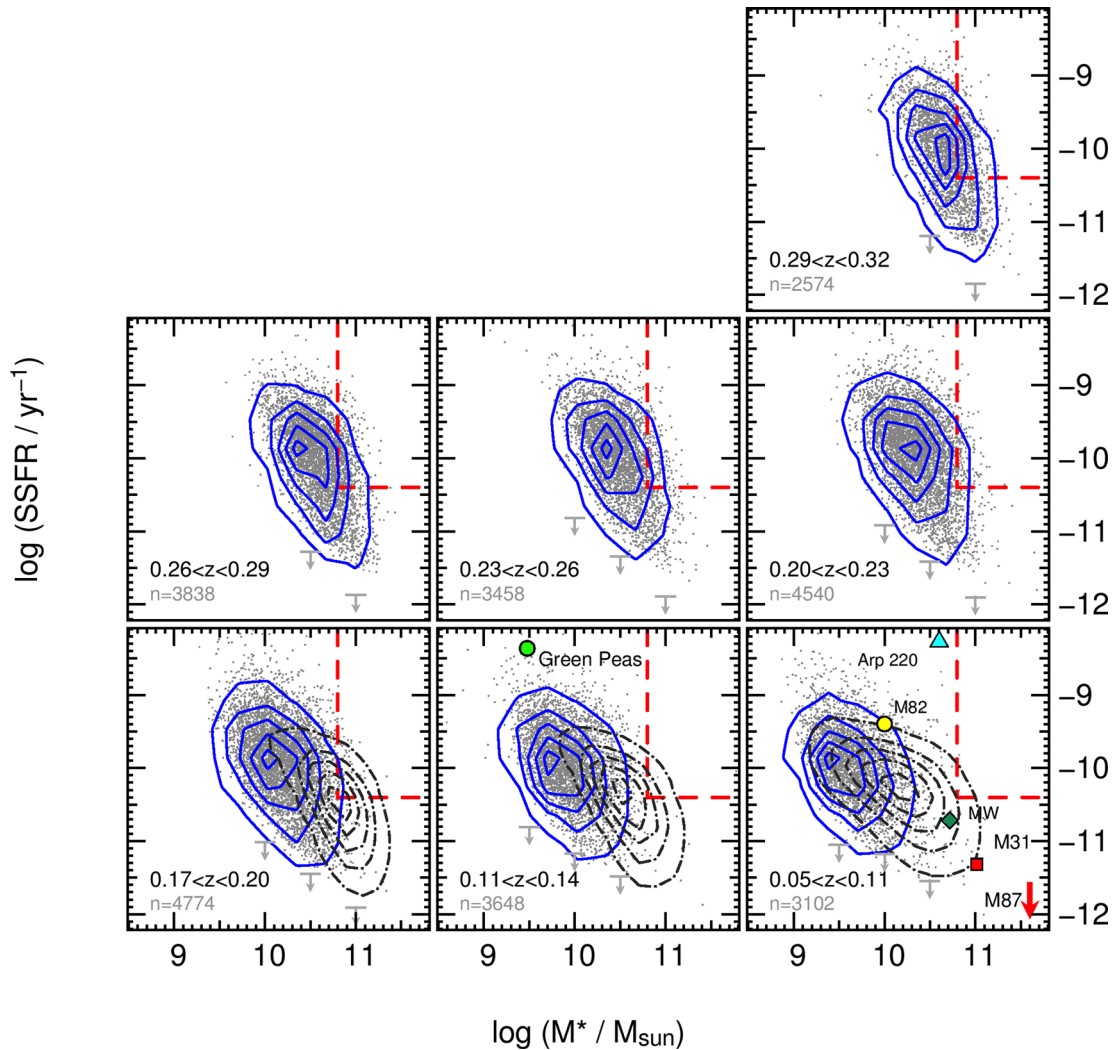 −9
−10
−11
−12
0.29<z<0.32
n=2574
log (SSFR / yr⁻¹)
0.26<z<0.29
n=3838
0.23<z<0.26
n=3458
0.20<z<0.23
n=4540
−9
−10
−11
−12
Green Peas
Arp 220
M82
MW
M31
M87
0.17<z<0.20
n=4774
0.11<z<0.14
n=3648
0.05<z<0.11
n=3102
−9
−10
−11
−12
9 10 11 9 10 11 9 10 11
log (M* / Msun)